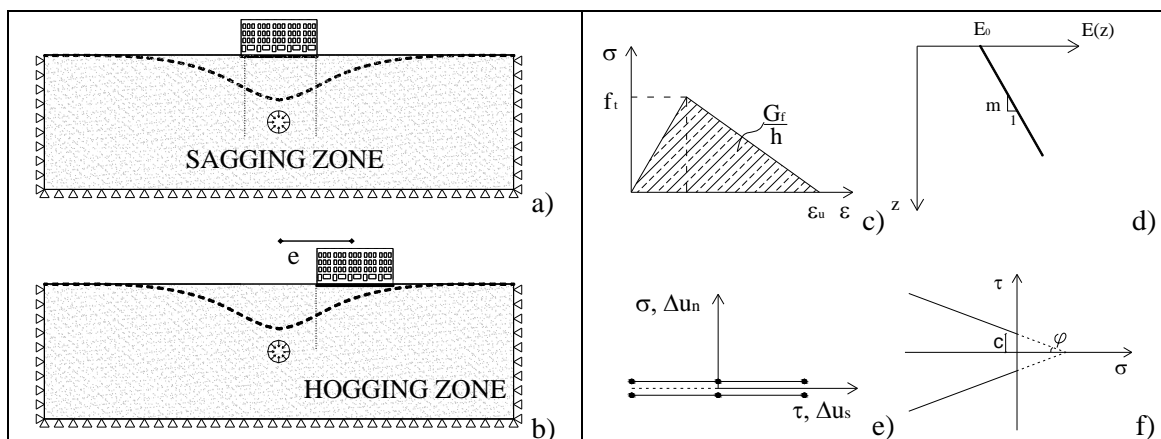 SAGGING ZONE
a)
e
HOGGING ZONE
b)
σ
f t
G f
h
ε u
ε
c)
E 0
E(z)
m
1
z
d)
σ, Δu n
τ, Δu s
e)
τ
c
φ
σ
f)